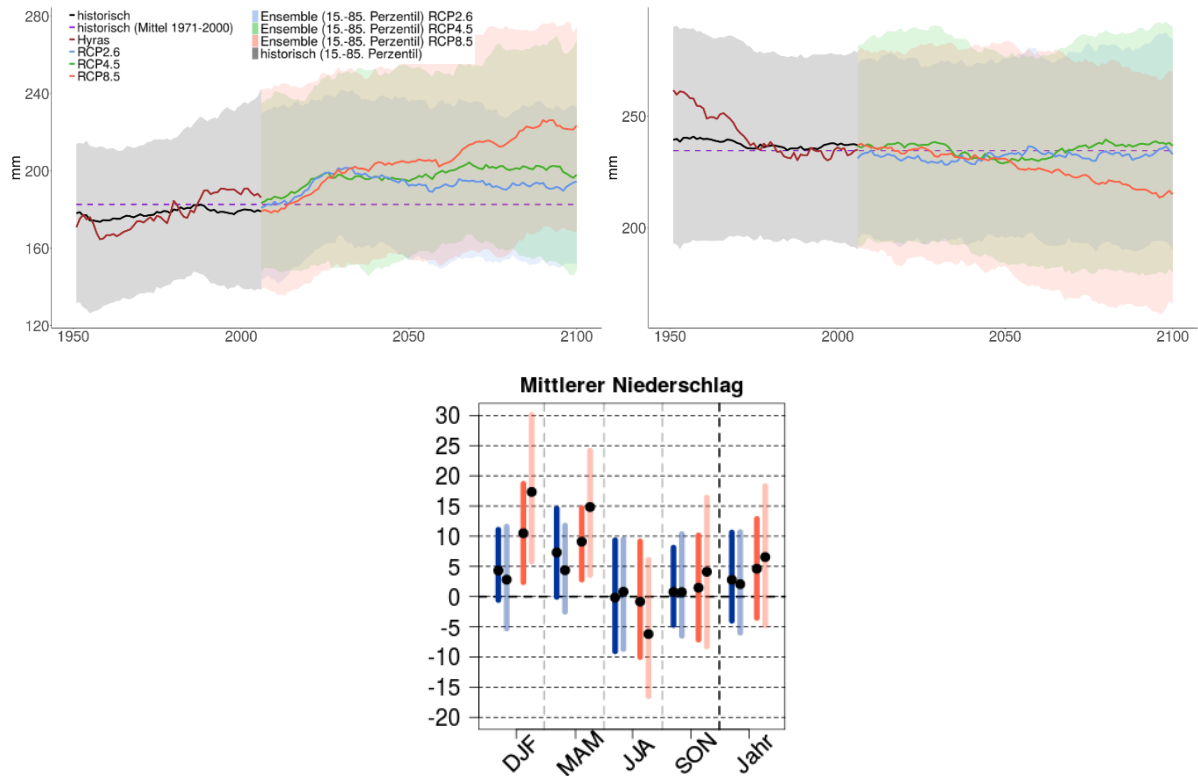 280
240
200
160
120
mm
1950
2000
2050
2100
historisch
historisch (Mittel 1971-2000)
Hyras
RCP2.6
RCP4.5
RCP8.5
Ensemble (15.-85. Perzentil) RCP2.6
Ensemble (15.-85. Perzentil) RCP4.5
Ensemble (15.-85. Perzentil) RCP8.5
historisch (15.-85. Perzentil)
250
200
mm
1950
2000
2050
2100
Mittlerer Niederschlag
30
25
20
15
10
5
0
-5
-10
-15
-20
DJF
MAM
JJA
SON
Jahr